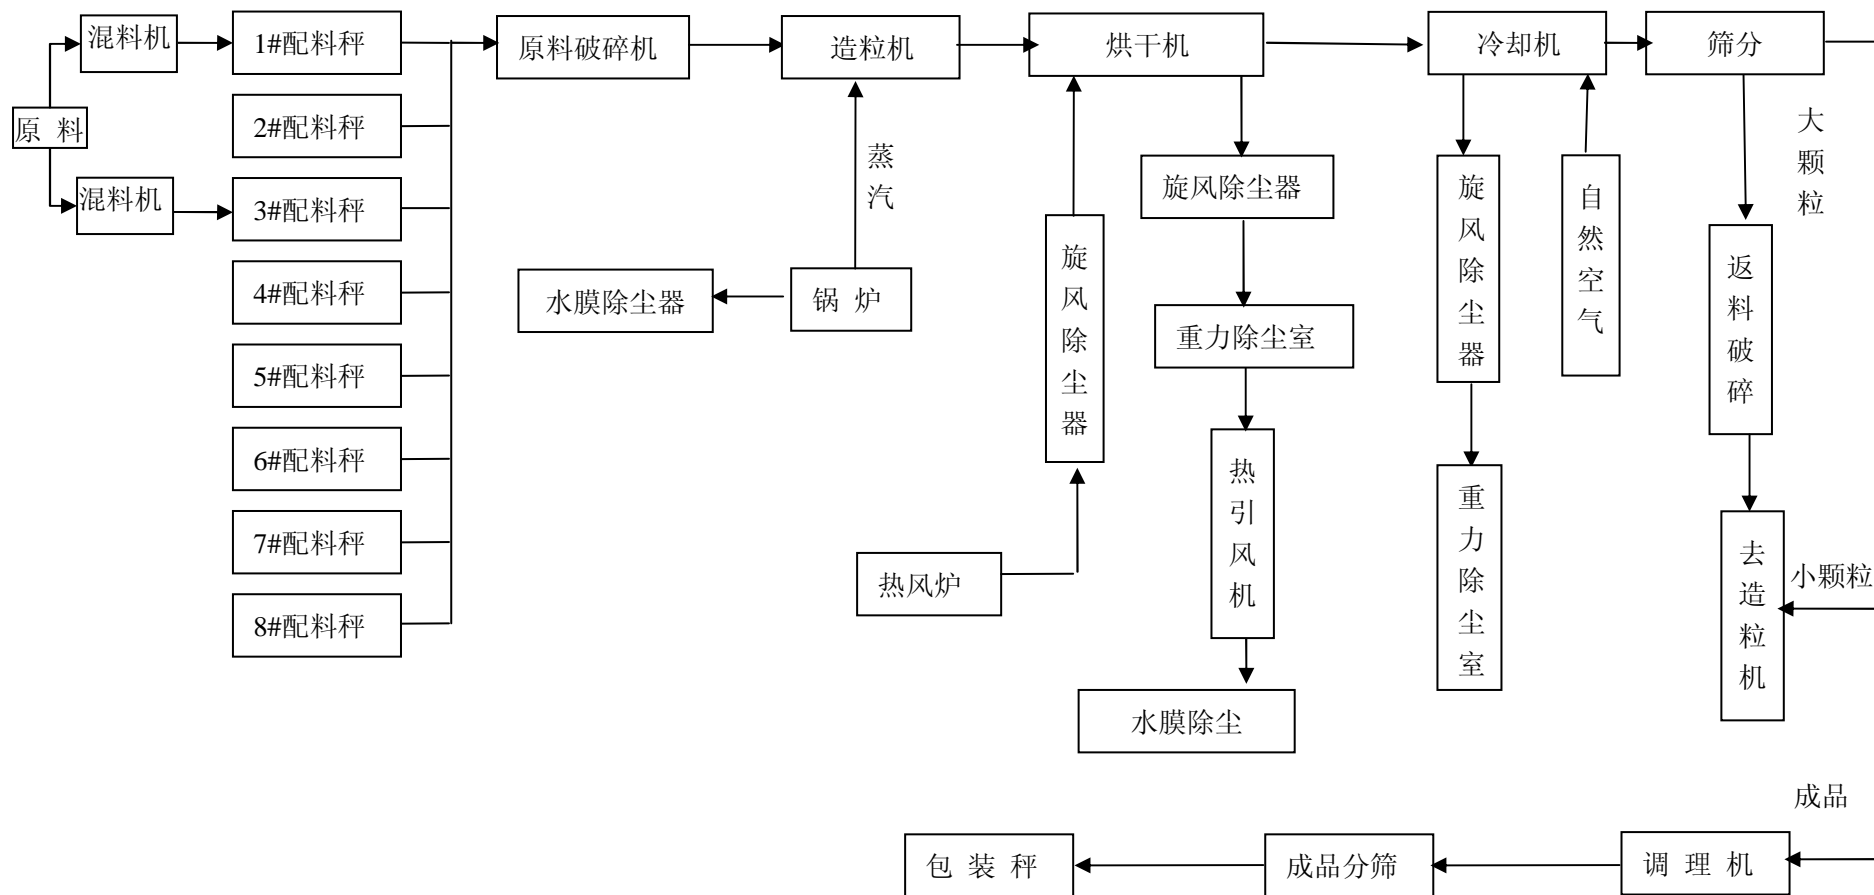 混料机
1#配料秤
原料破碎机
造粒机
烘干机
冷却机
筛分
原 料
2#配料秤
大颗粒
蒸汽
混料机
3#配料秤
旋风除尘器
旋风除尘器
自然空气
旋风除尘器
返料破碎
4#配料秤
水膜除尘器
锅 炉
重力除尘室
5#配料秤
6#配料秤
热引风机
重力除尘室
7#配料秤
热风炉
去造粒机
小颗粒
8#配料秤
水膜除尘
成品
包 装 秤
成品分筛
调 理 机